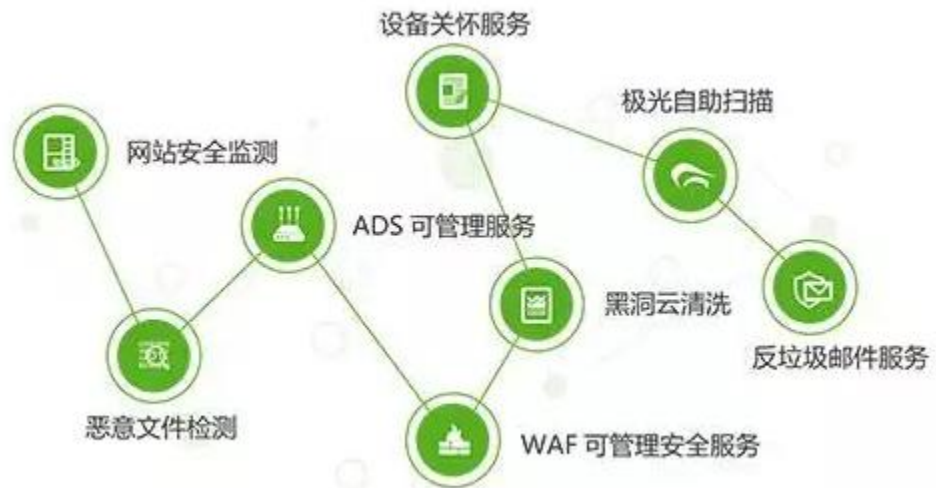 设备关怀服务
极光自助扫描
网站安全监测
ADS 可管理服务
黑洞云清洗
反垃圾邮件服务
恶意文件检测
WAF 可管理安全服务